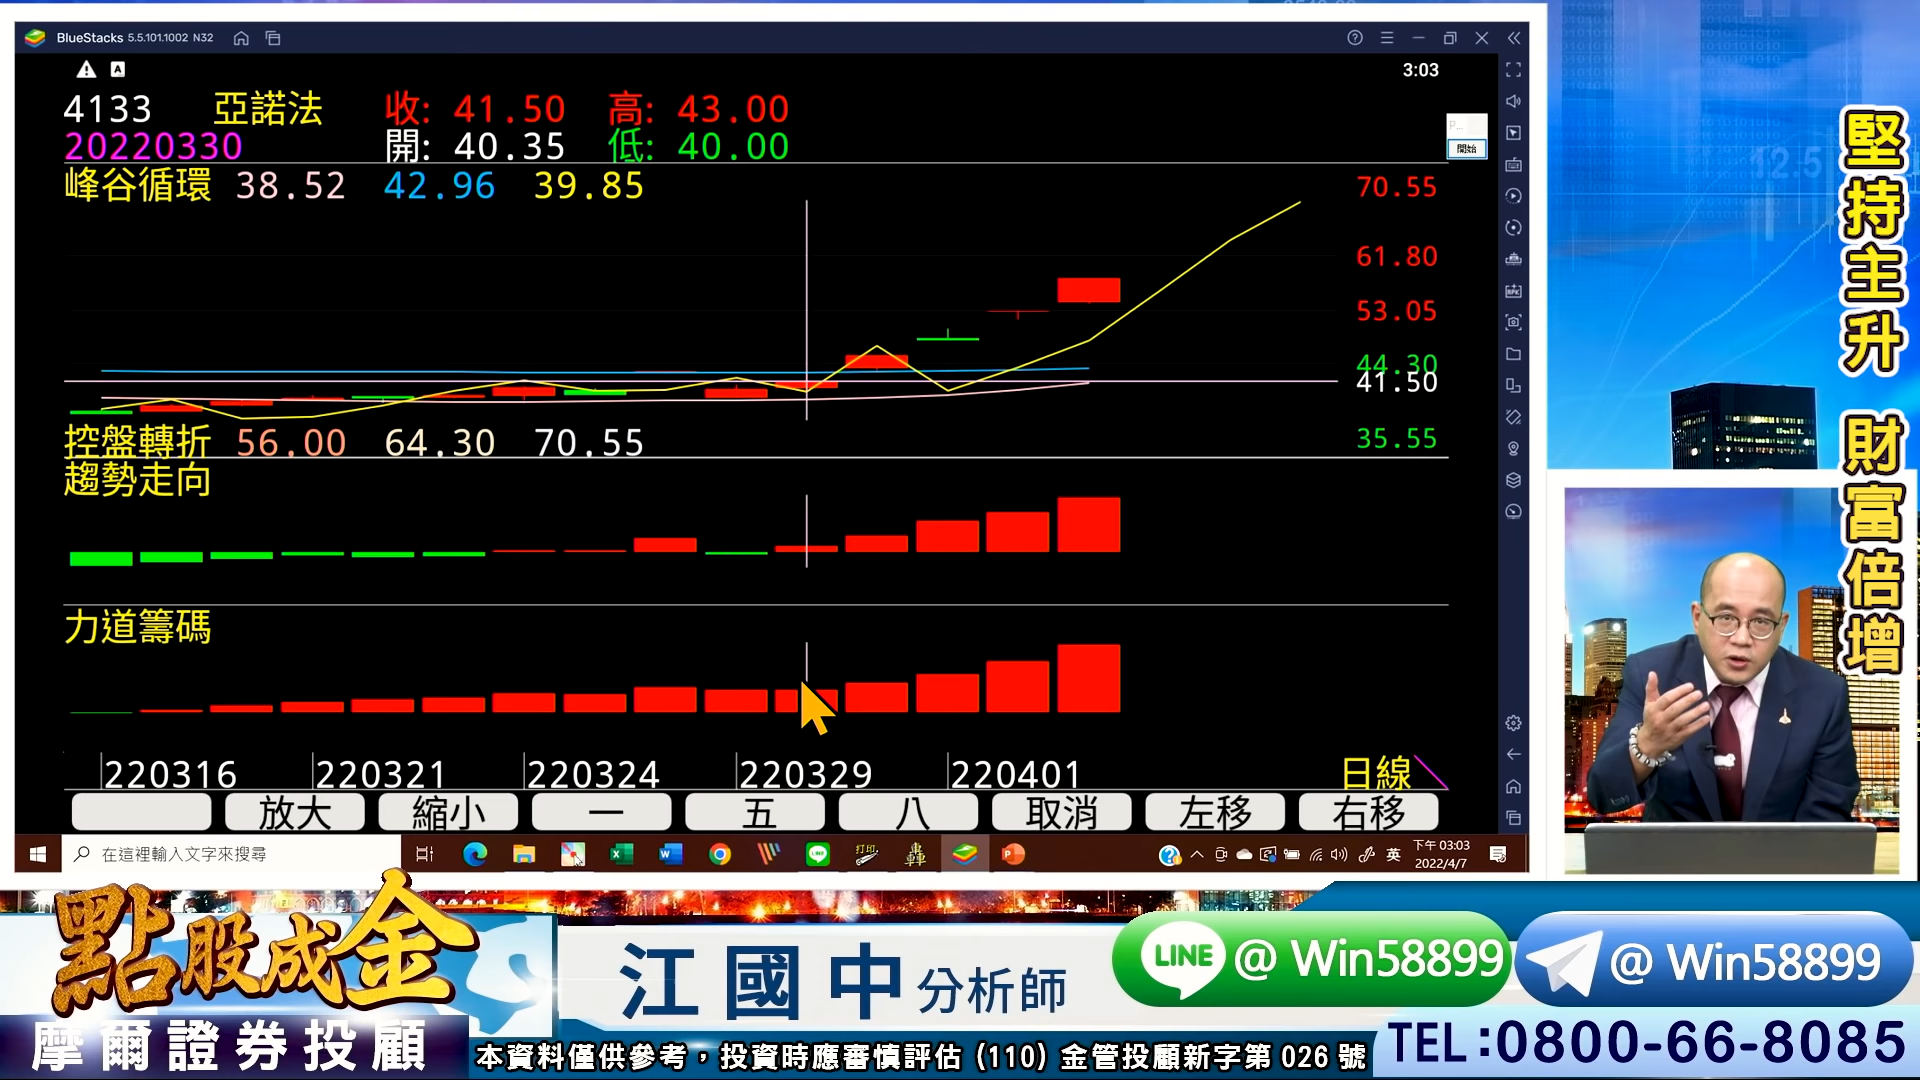 BlueStacks 5.5.101.1002 N32
3:03
4133 亞諾法 收: 41.50 高: 43.00
20220330 開: 40.35 低: 40.00
開始
峰谷循環 38.52 42.96 39.85
70.55
61.80
53.05
44.30
41.50
35.55
控盤轉折 56.00 64.30 70.55
趨勢走向
力道籌碼
220316 220321 220324 220329 220401 日線
放大 縮小 一 五 八 取消 左移 右移
在這裡輸入文字來搜尋
英
下午 03:03
2022/4/7
堅持主升 財富倍增
點股成金
摩爾證券投顧
江國中 分析師
LINE @ Win58899
@ Win58899
TEL:0800-66-8085
本資料僅供參考，投資時應審慎評估 (110) 金管投顧新字第 026 號